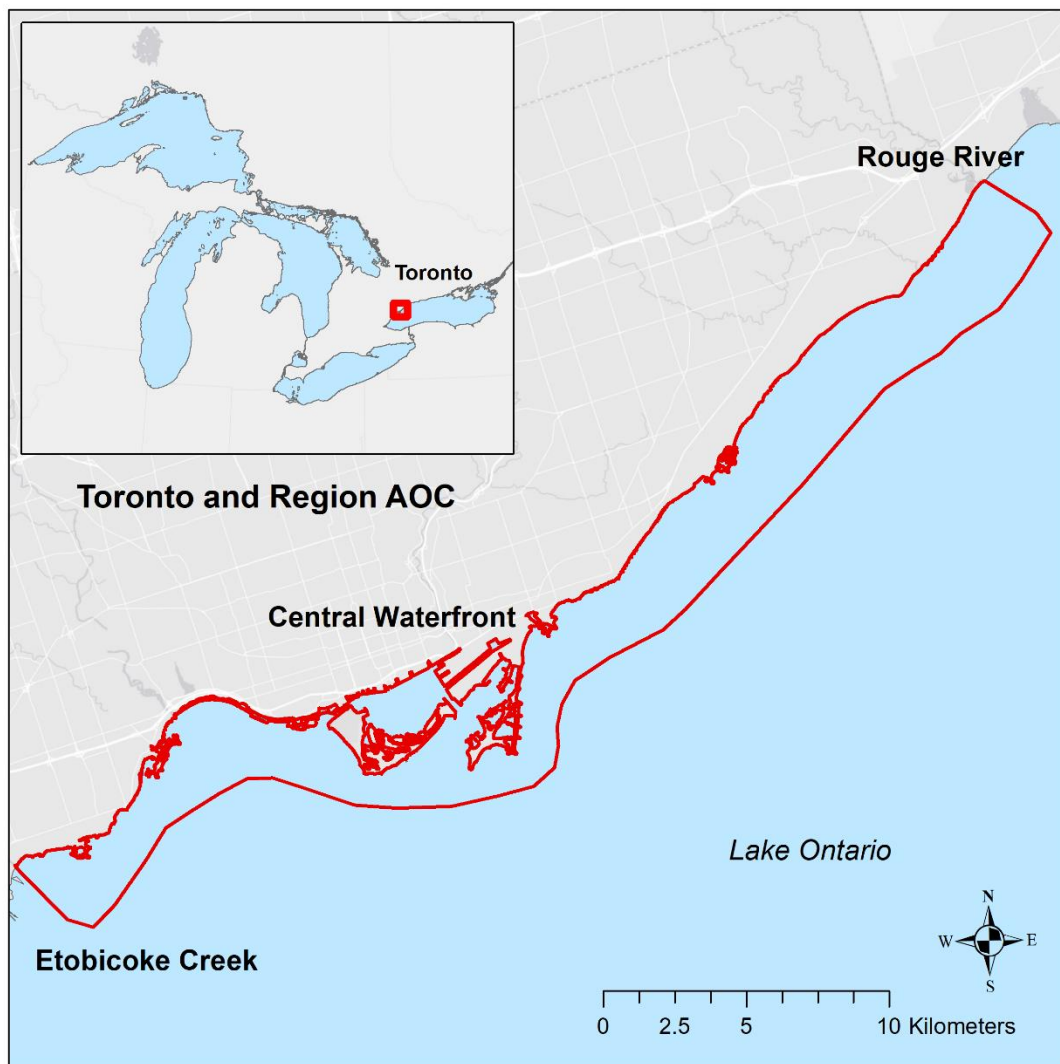 Toronto
Rouge River
Toronto and Region AOC
Central Waterfront
Lake Ontario
Etobicoke Creek
N
W E
S
0 2.5 5 10 Kilometers